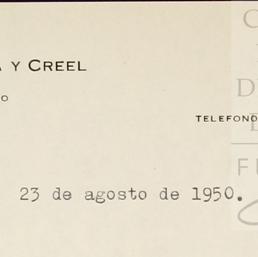 Y CREEL
TELEFONO
23 de agosto de 1950.